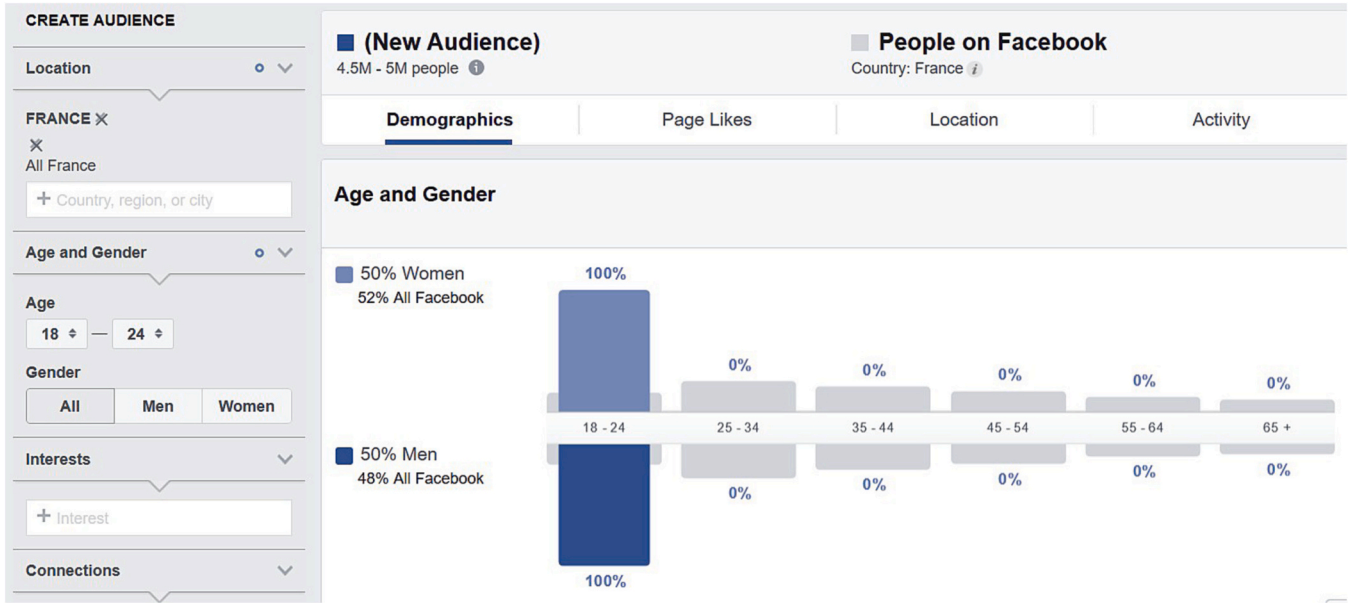 CREATE AUDIENCE
Location
FRANCE
All France
+ Country, region, or city
Age and Gender
Age
18 — 24
Gender
All Men Women
Interests
+ Interest
Connections
(New Audience)
4.5M - 5M people
People on Facebook
Country: France
Demographics Page Likes Location Activity
Age and Gender
50% Women
52% All Facebook
100% 0% 0% 0% 0% 0%
18 - 24 25 - 34 35 - 44 45 - 54 55 - 64 65 +
50% Men
48% All Facebook
100% 0% 0% 0% 0% 0%